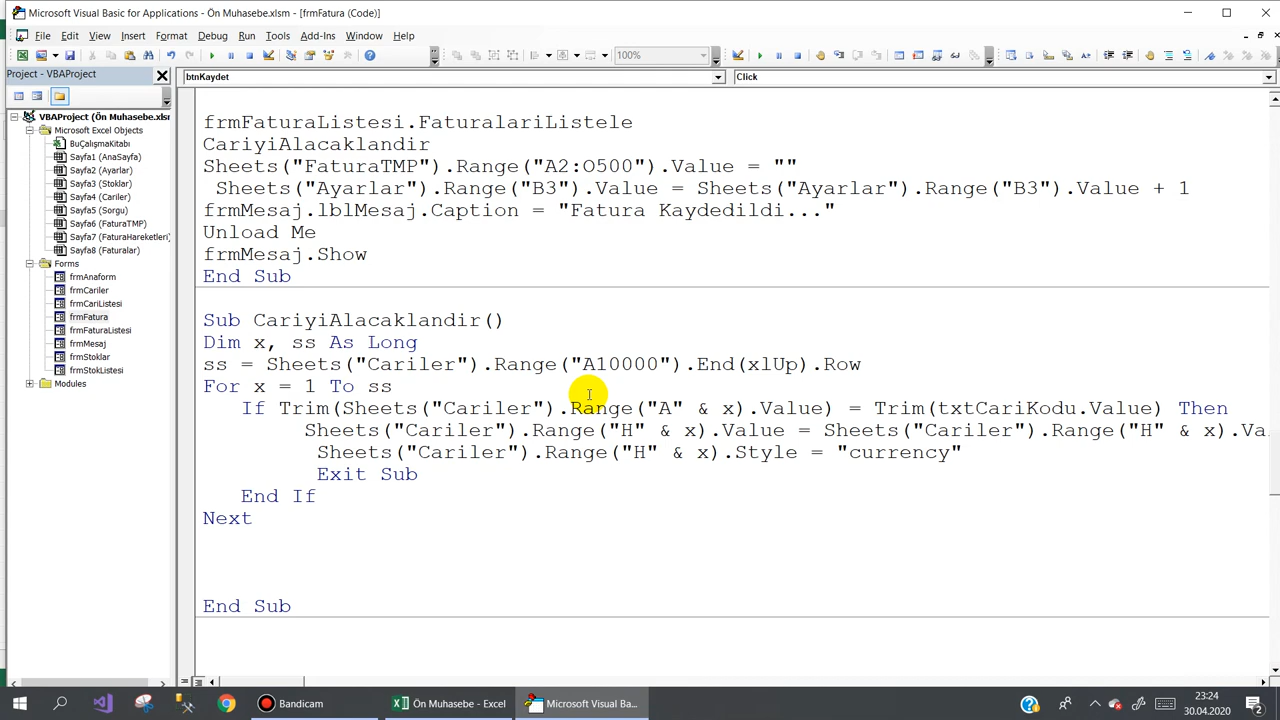 Microsoft Visual Basic for Applications - Ön Muhasebe.xlsm - [frmFatura (Code)]
File Edit View Insert Format Debug Run Tools Add-Ins Window Help
100%
Project - VBAProject
btnKaydet
Click
VBAProject (Ön Muhasebe.xlsm
Microsoft Excel Objects
BuÇalışmaKitabı
Sayfa1 (AnaSayfa)
Sayfa2 (Ayarlar)
Sayfa3 (Stoklar)
Sayfa4 (Cariler)
Sayfa5 (Sorgu)
Sayfa6 (FaturaTMP)
Sayfa7 (FaturaHareketleri)
Sayfa8 (Faturalar)
Forms
frmAnaform
frmCariler
frmCariListesi
frmFatura
frmFaturaListesi
frmMesaj
frmStoklar
frmStokListesi
Modules
frmFaturaListesi.FaturalariListele
CariyiAlacaklandir
Sheets("FaturaTMP").Range("A2:O500").Value = ""
Sheets("Ayarlar").Range("B3").Value = Sheets("Ayarlar").Range("B3").Value + 1
frmMesaj.lblMesaj.Caption = "Fatura Kaydedildi..."
Unload Me
frmMesaj.Show
End Sub
Sub CariyiAlacaklandir()
Dim x, ss As Long
ss = Sheets("Cariler").Range("A10000").End(xlUp).Row
For x = 1 To ss
If Trim(Sheets("Cariler").Range("A" & x).Value) = Trim(txtCariKodu.Value) Then
Sheets("Cariler").Range("H" & x).Value = Sheets("Cariler").Range("H" & x).Va
Sheets("Cariler").Range("H" & x).Style = "currency"
Exit Sub
End If
Next
End Sub
Bandicam
Ön Muhasebe - Excel
Microsoft Visual Ba...
23:24
30.04.2020
2